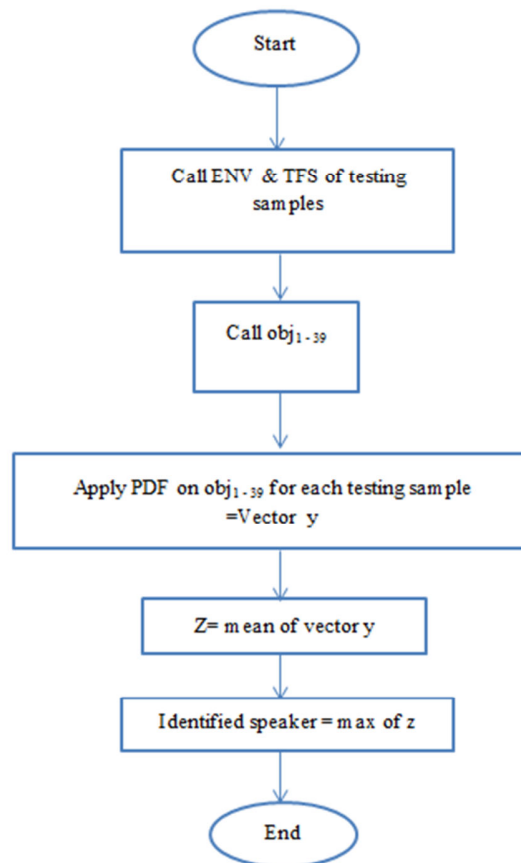 Start
Call ENV & TFS of testing
samples
Call obj₁₋₃₉
Apply PDF on obj₁₋₃₉ for each testing sample
=Vector y
Z= mean of vector y
Identified speaker = max of z
End